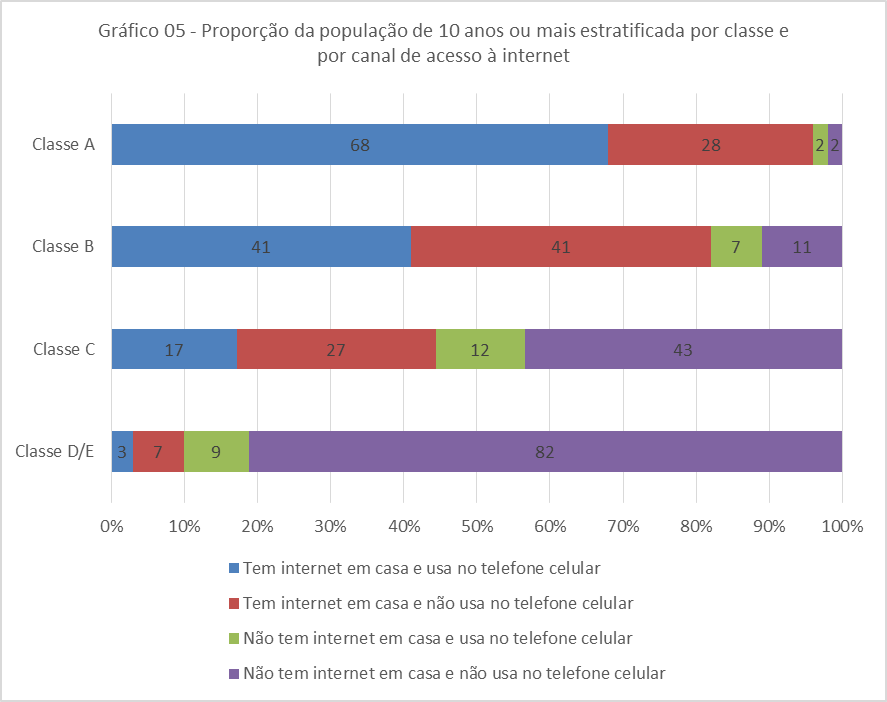 Gráfico 05 - Proporção da população de 10 anos ou mais estratificada por classe e
por canal de acesso à internet
Classe A
68
28
2
2
Classe B
41
41
7
11
Classe C
17
27
12
43
Classe D/E
3
7
9
82
0%
10%
20%
30%
40%
50%
60%
70%
80%
90%
100%
Tem internet em casa e usa no telefone celular
Tem internet em casa e não usa no telefone celular
Não tem internet em casa e usa no telefone celular
Não tem internet em casa e não usa no telefone celular